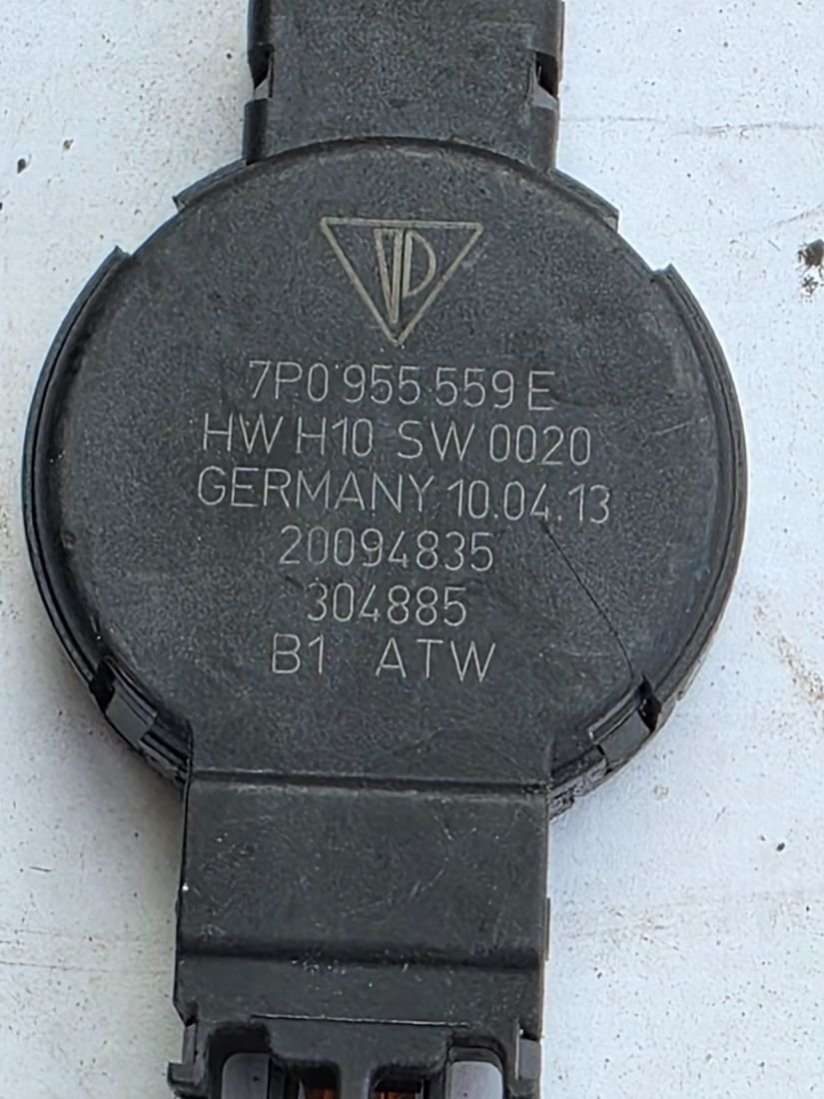 7P0 955 559 E
HW H10 SW 0020
GERMANY 10.04.13
20094835
304885
B1 ATW